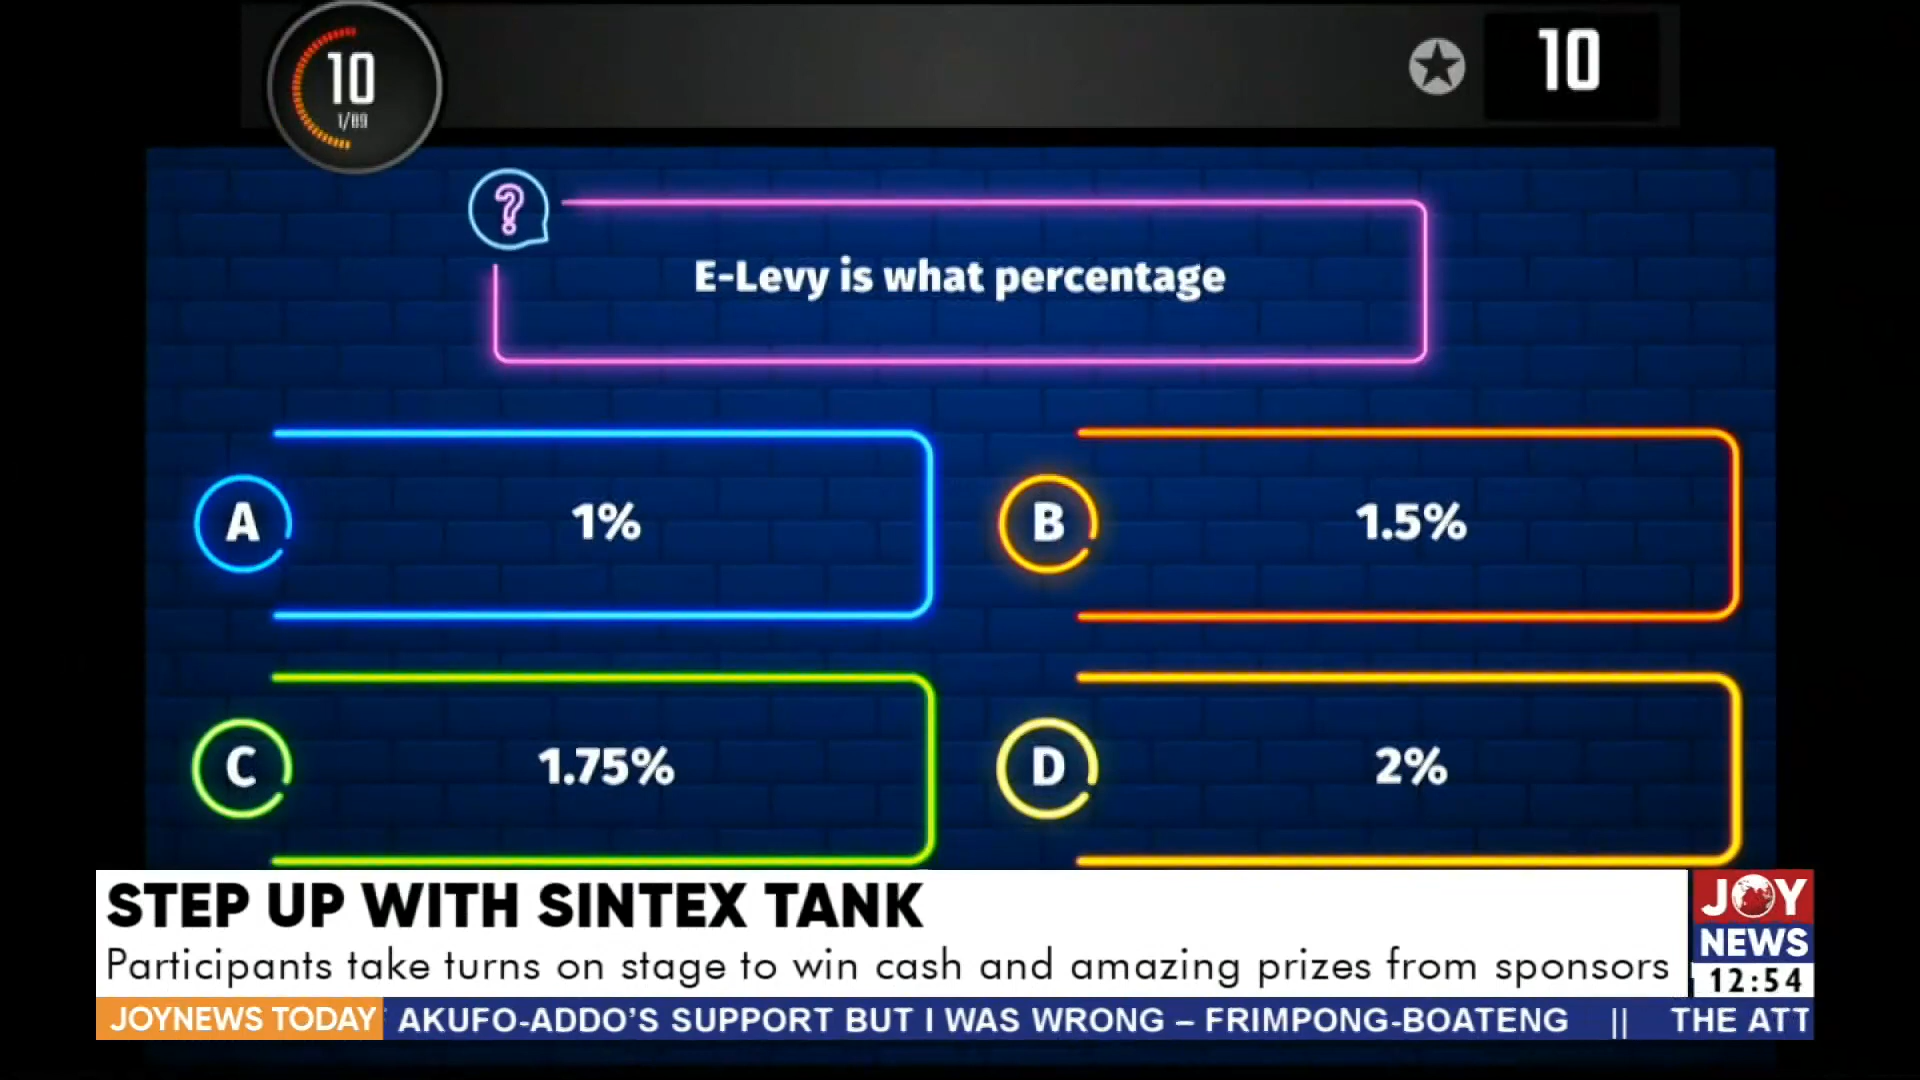 10
1/89
10
?
E-Levy is what percentage
A
1%
B
1.5%
C
1.75%
D
2%
STEP UP WITH SINTEX TANK
Participants take turns on stage to win cash and amazing prizes from sponsors
JOY
NEWS
12:54
JOYNEWS TODAY
AKUFO-ADDO'S SUPPORT BUT I WAS WRONG – FRIMPONG-BOATENG || THE ATT